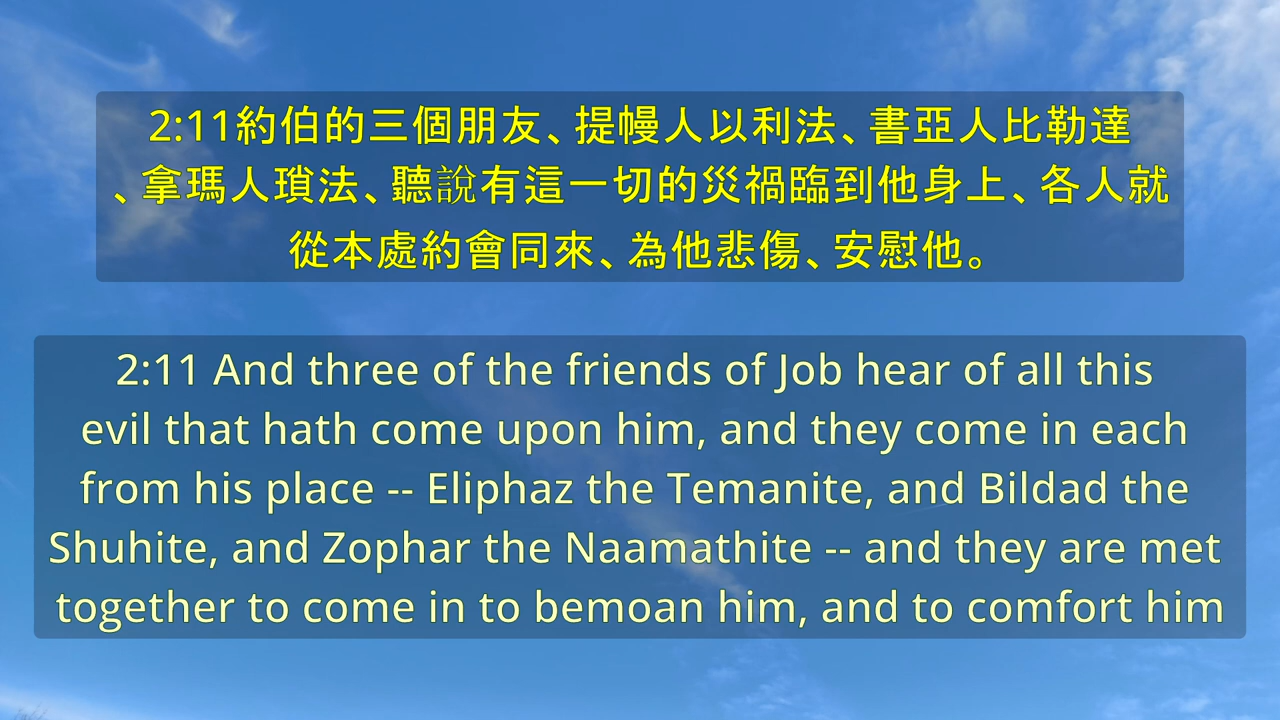 2:11約伯的三個朋友、提幔人以利法、書亞人比勒達
、拿瑪人瑣法、聽說有這一切的災禍臨到他身上、各人就
從本處約會同來、為他悲傷、安慰他。
2:11 And three of the friends of Job hear of all this
evil that hath come upon him, and they come in each
from his place -- Eliphaz the Temanite, and Bildad the
Shuhite, and Zophar the Naamathite -- and they are met
together to come in to bemoan him, and to comfort him